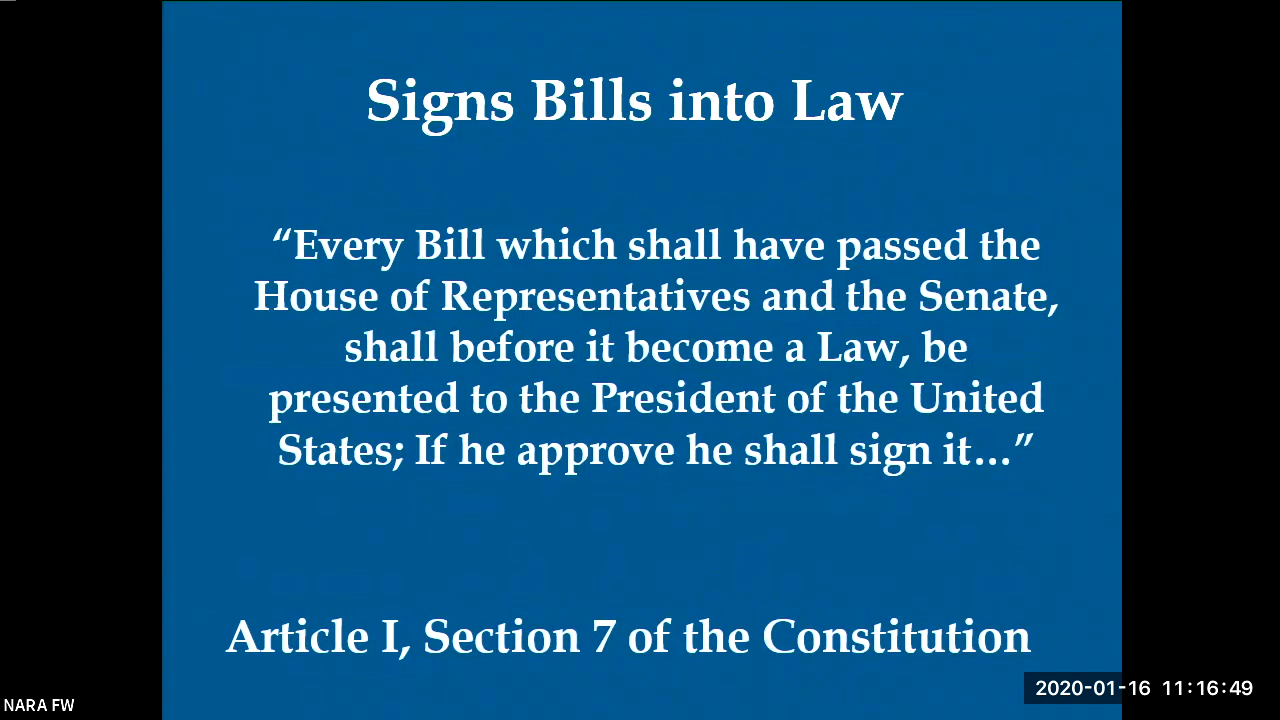 Signs Bills into Law
“Every Bill which shall have passed the
House of Representatives and the Senate,
shall before it become a Law, be
presented to the President of the United
States; If he approve he shall sign it…”
Article I, Section 7 of the Constitution
2020-01-16 11:16:49
NARA FW